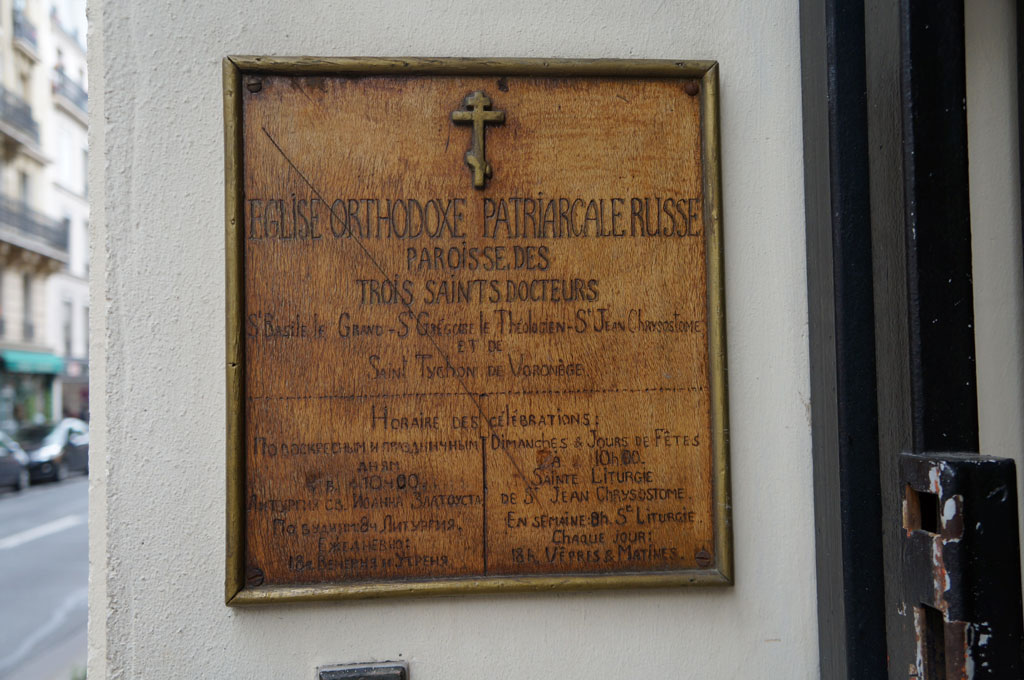 EGLISE ORTHODOXE PATRIARCALE RUSSE
PAROISSE DES
TROIS SAINTS DOCTEURS
St Basile le Grand - St Grégoire le Théologien - St Jean Chrysostome
ET DE
Saint Tychon de Voronège
Horaire des célébrations:
По воскресным и праздничным
дням
в 10ч00
Литургия св. Иоанна Златоуста
По будням: 8ч Литургия.
Ежедневно:
18ч Вечерня и Утреня
Dimanches & Jours de Fêtes
à 10h00.
Sainte Liturgie
de St Jean Chrysostome.
En semaine: 8h. Ste Liturgie.
Chaque jour:
18h. Vêpres & Matines.